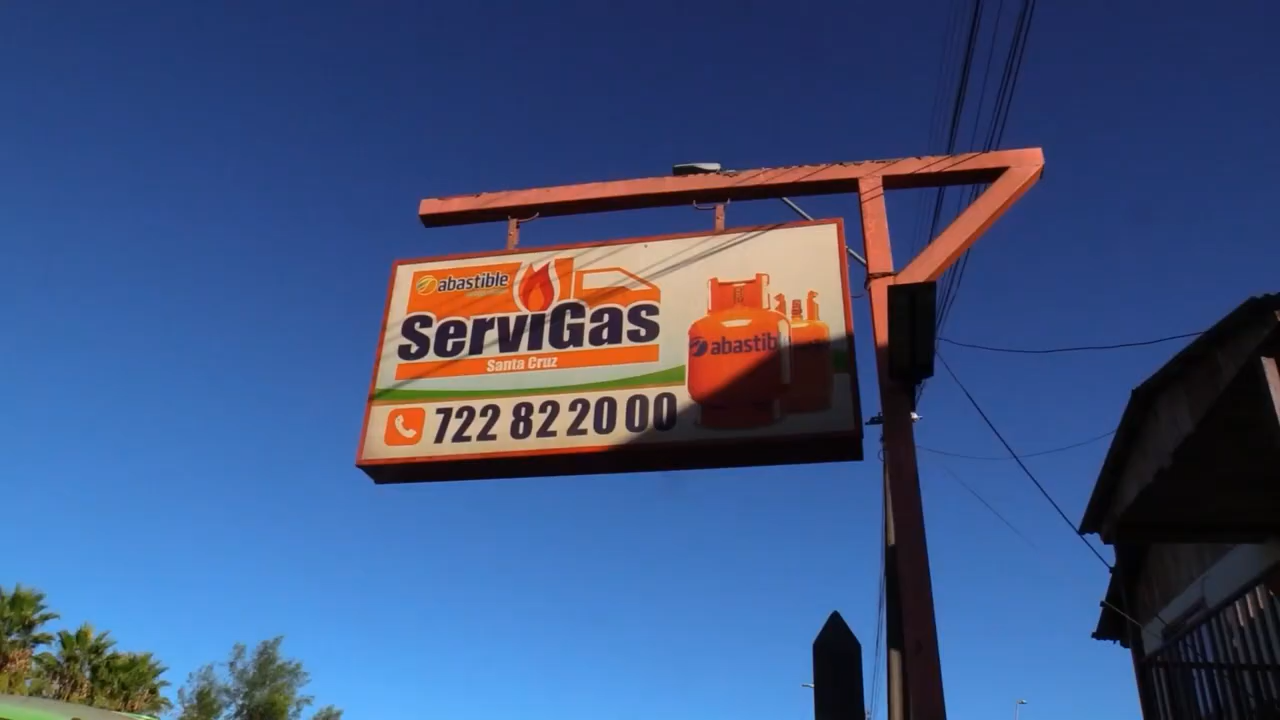 abastible
ServiGas
Santa Cruz
722 82 20 00
abastib